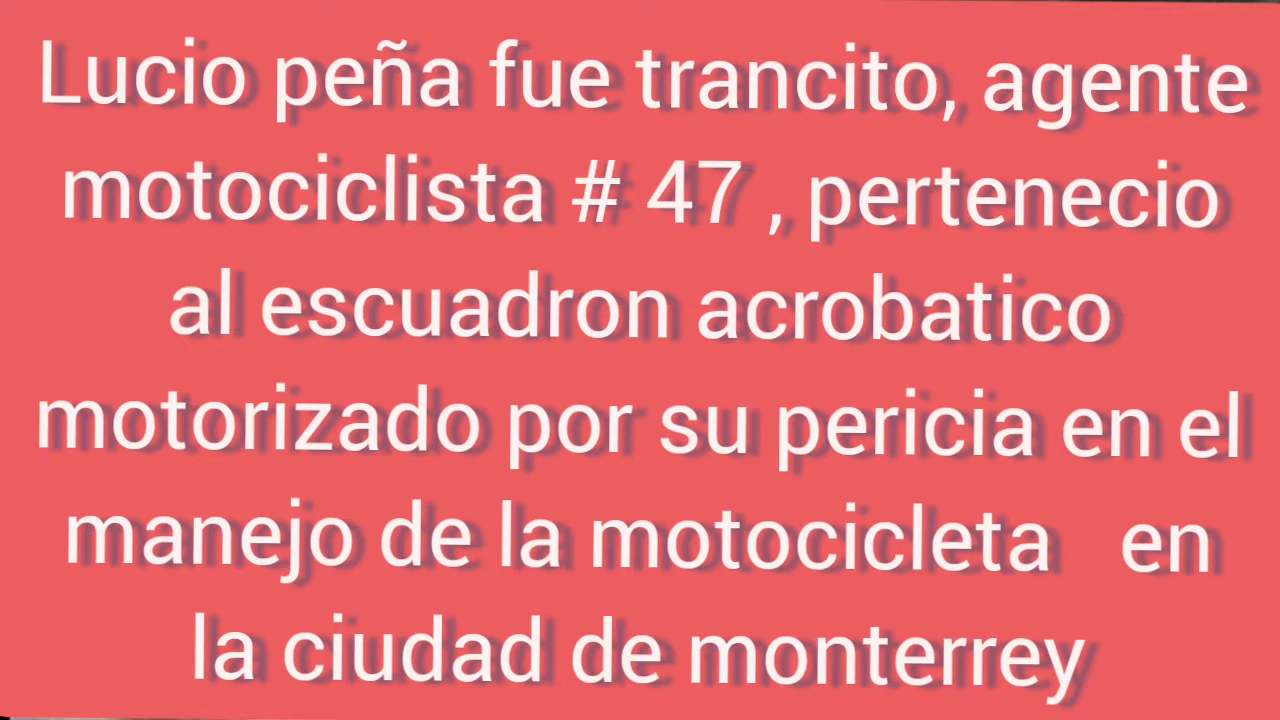 Lucio peña fue trancito, agente
motociclista # 47 , pertenecio
al escuadron acrobatico
motorizado por su pericia en el
manejo de la motocicleta   en
la ciudad de monterrey